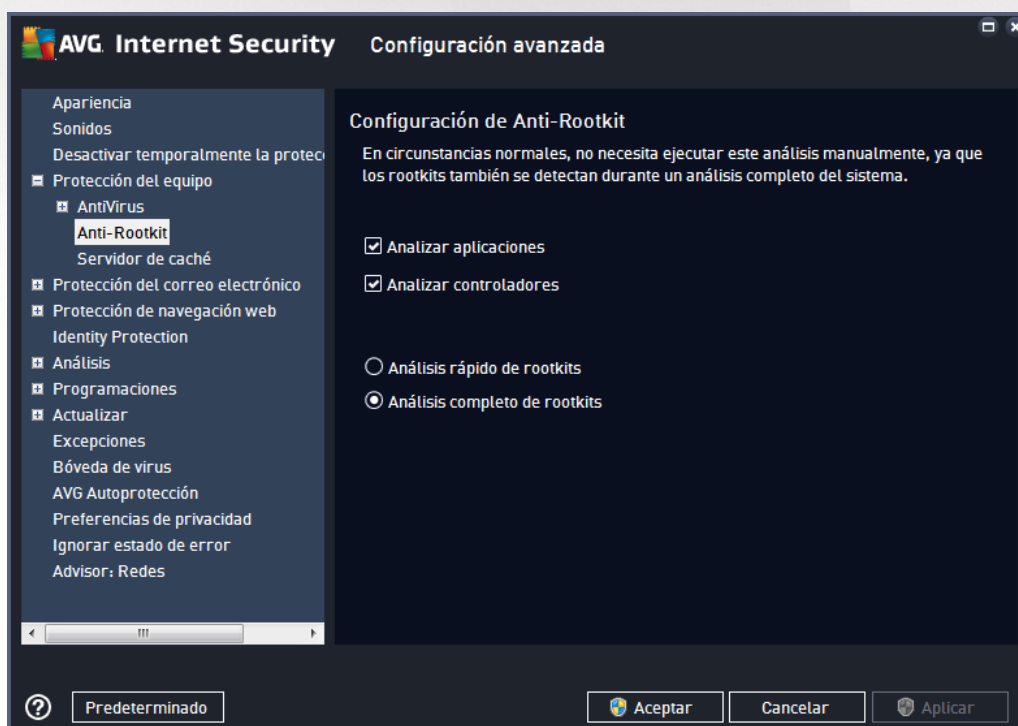 AVG. Internet Security Configuración avanzada
Apariencia
Sonidos
Desactivar temporalmente la protec
Protección del equipo
AntiVirus
Anti-Rootkit
Servidor de caché
Protección del correo electrónico
Protección de navegación web
Identity Protection
Análisis
Programaciones
Actualizar
Excepciones
Bóveda de virus
AVG Autoprotección
Preferencias de privacidad
Ignorar estado de error
Advisor: Redes
Configuración de Anti-Rootkit
En circunstancias normales, no necesita ejecutar este análisis manualmente, ya que
los rootkits también se detectan durante un análisis completo del sistema.
Analizar aplicaciones
Analizar controladores
Análisis rápido de rootkits
Análisis completo de rootkits
Predeterminado
Aceptar
Cancelar
Aplicar